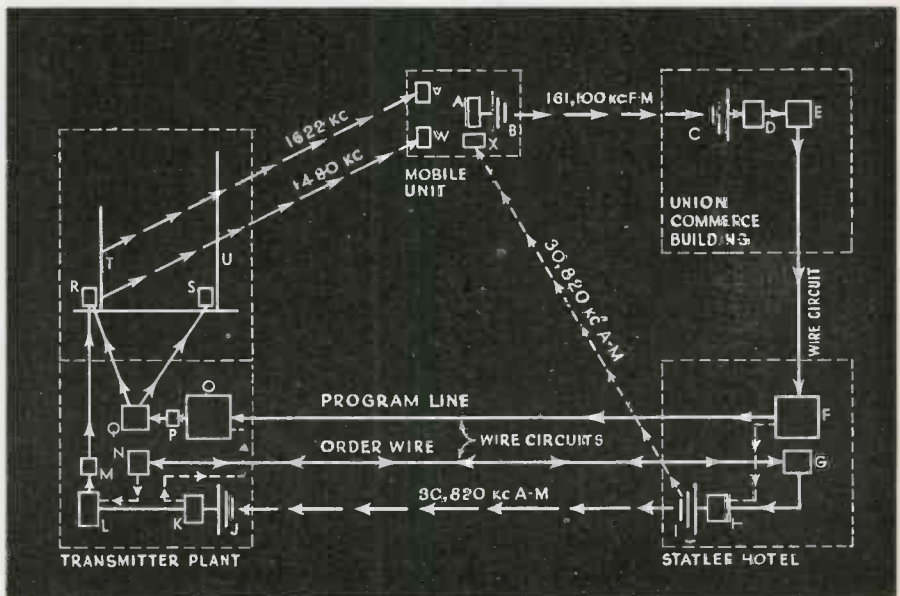 1622 KC
1480 KC
V
W
A
B
X
MOBILE
UNIT
161,100 KC F-M
C
D
E
UNION
COMMERCE
BUILDING
WIRE CIRCUIT
30,820 KC A-M
R
T
S
U
O
Q
P
N
M
L
K
J
PROGRAM LINE
WIRE CIRCUITS
ORDER WIRE
30,820 KC A-M
F
G
H
I
TRANSMITTER PLANT
STATLER HOTEL